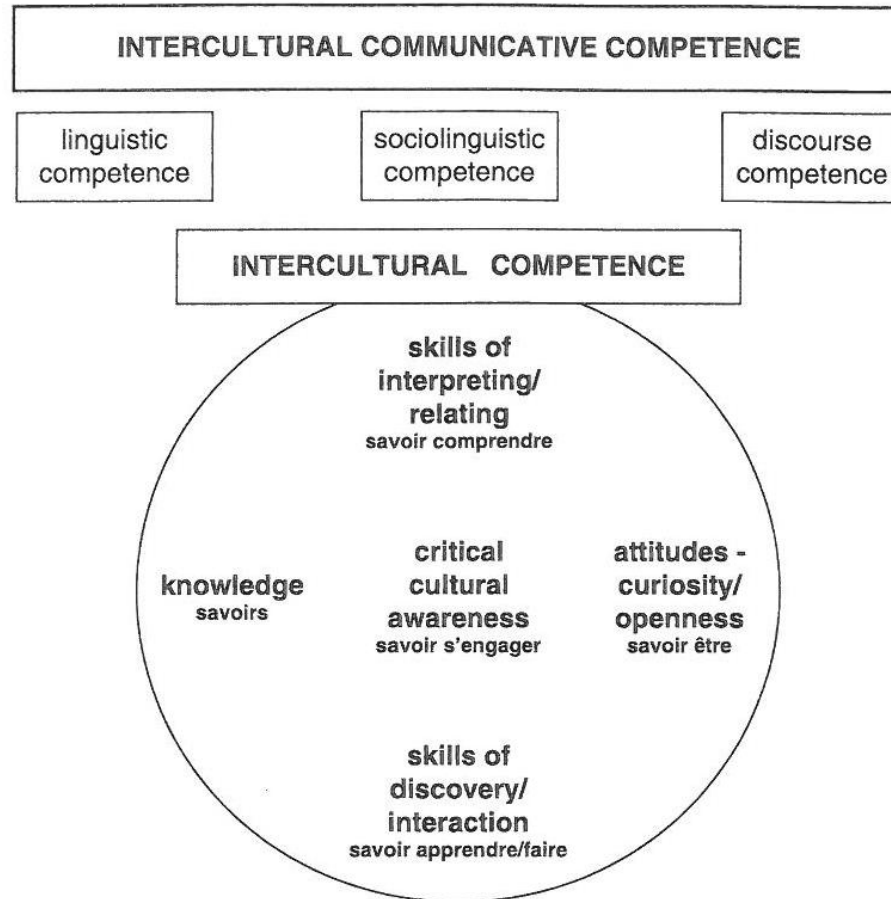 INTERCULTURAL COMMUNICATIVE COMPETENCE
linguistic
competence
sociolinguistic
competence
discourse
competence
INTERCULTURAL COMPETENCE
skills of
interpreting/
relating
savoir comprendre
knowledge
savoirs
critical
cultural
awareness
savoir s'engager
attitudes -
curiosity/
openness
savoir être
skills of
discovery/
interaction
savoir apprendre/faire